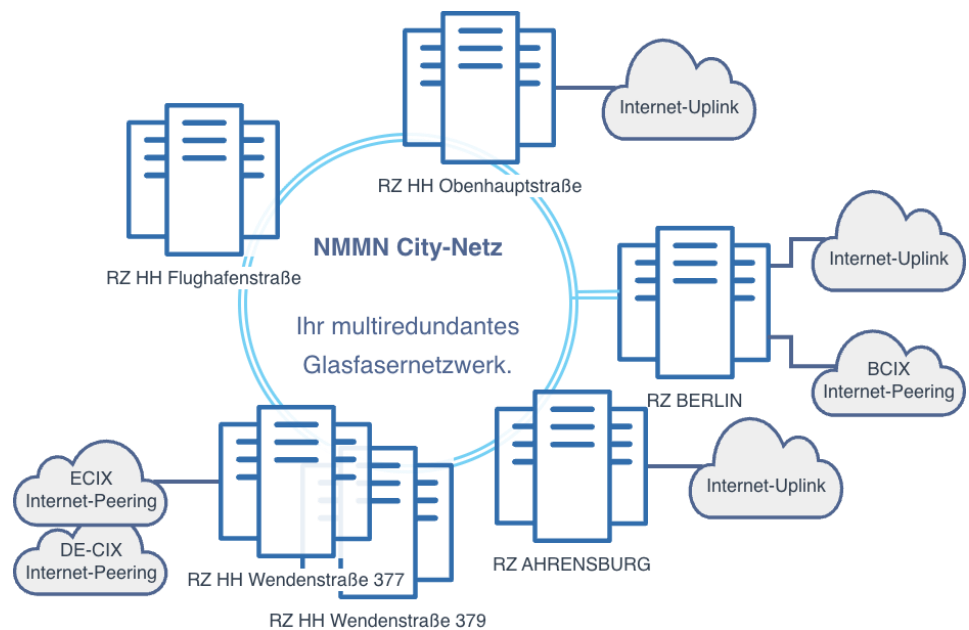 Internet-Uplink
RZ HH Obenhauptstraße
NMMN City-Netz
RZ HH Flughafenstraße
Internet-Uplink
Ihr multiredundantes
Glasfasernetzwerk.
BCIX
Internet-Peering
RZ BERLIN
ECIX
Internet-Peering
Internet-Uplink
DE-CIX
Internet-Peering
RZ AHRENSBURG
RZ HH Wendenstraße 377
RZ HH Wendenstraße 379